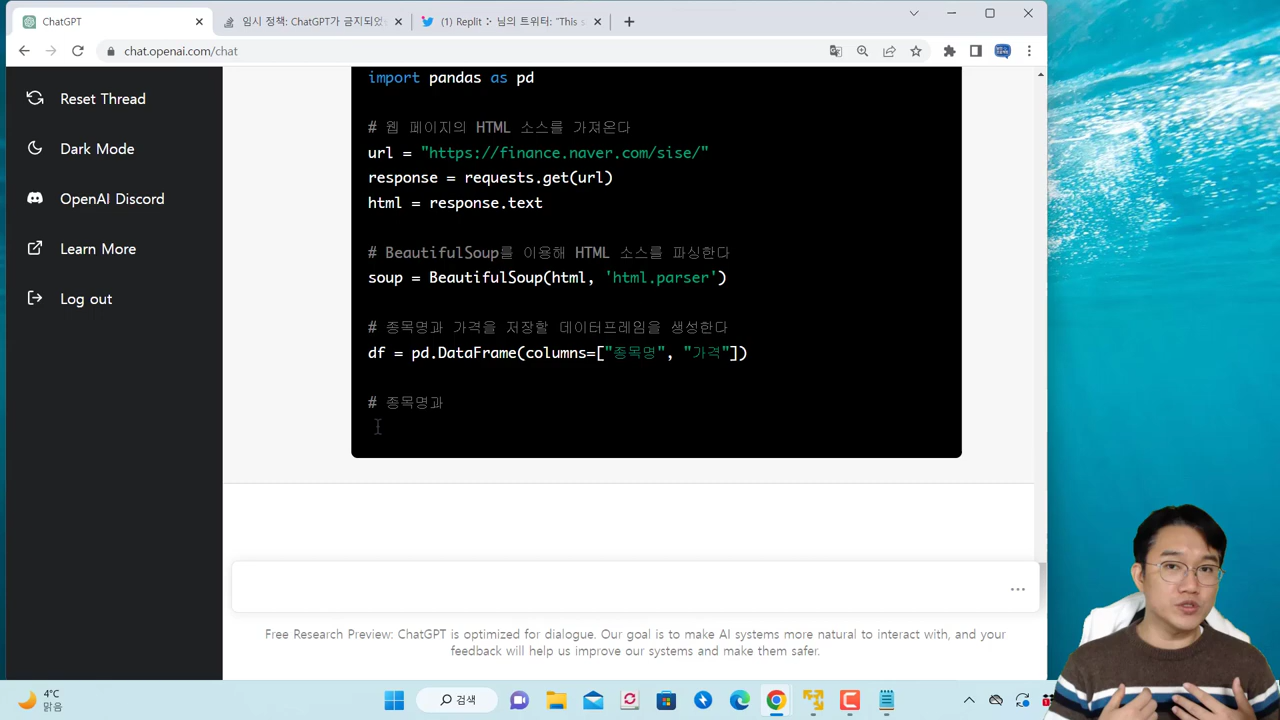 ChatGPT
임시 정책: ChatGPT가 금지되었
(1) Replit ⠕ 님의 트위터: "This s
chat.openai.com/chat
Reset Thread
Dark Mode
OpenAI Discord
Learn More
Log out
import pandas as pd
# 웹 페이지의 HTML 소스를 가져온다
url = "https://finance.naver.com/sise/"
response = requests.get(url)
html = response.text
# BeautifulSoup를 이용해 HTML 소스를 파싱한다
soup = BeautifulSoup(html, 'html.parser')
# 종목명과 가격을 저장할 데이터프레임을 생성한다
df = pd.DataFrame(columns=["종목명", "가격"])
# 종목명과
Free Research Preview: ChatGPT is optimized for dialogue. Our goal is to make AI systems more natural to interact with, and your
feedback will help us improve our systems and make them safer.
4°C
맑음
검색